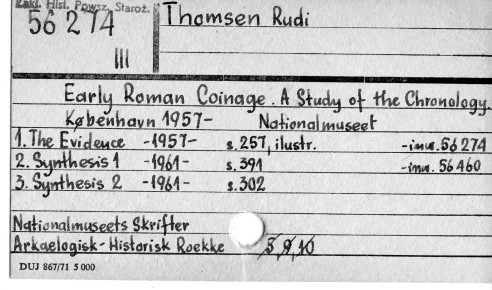 Zakl. Hist. Powsz. Staroż.
56 274
III
Thomsen Rudi
Early Roman Coinage. A Study of the Chronology.
København 1957- Nationalmuseet
1. The Evidence -1957- s.257, ilustr. -inw. 56 274
2. Synthesis 1 -1961- s.391 -inw. 56 460
3. Synthesis 2 -1961- s.302
Nationalmuseets Skrifter
Arkaelogisk-Historisk Roekke 5,9,10
DUJ 867/71 5 000